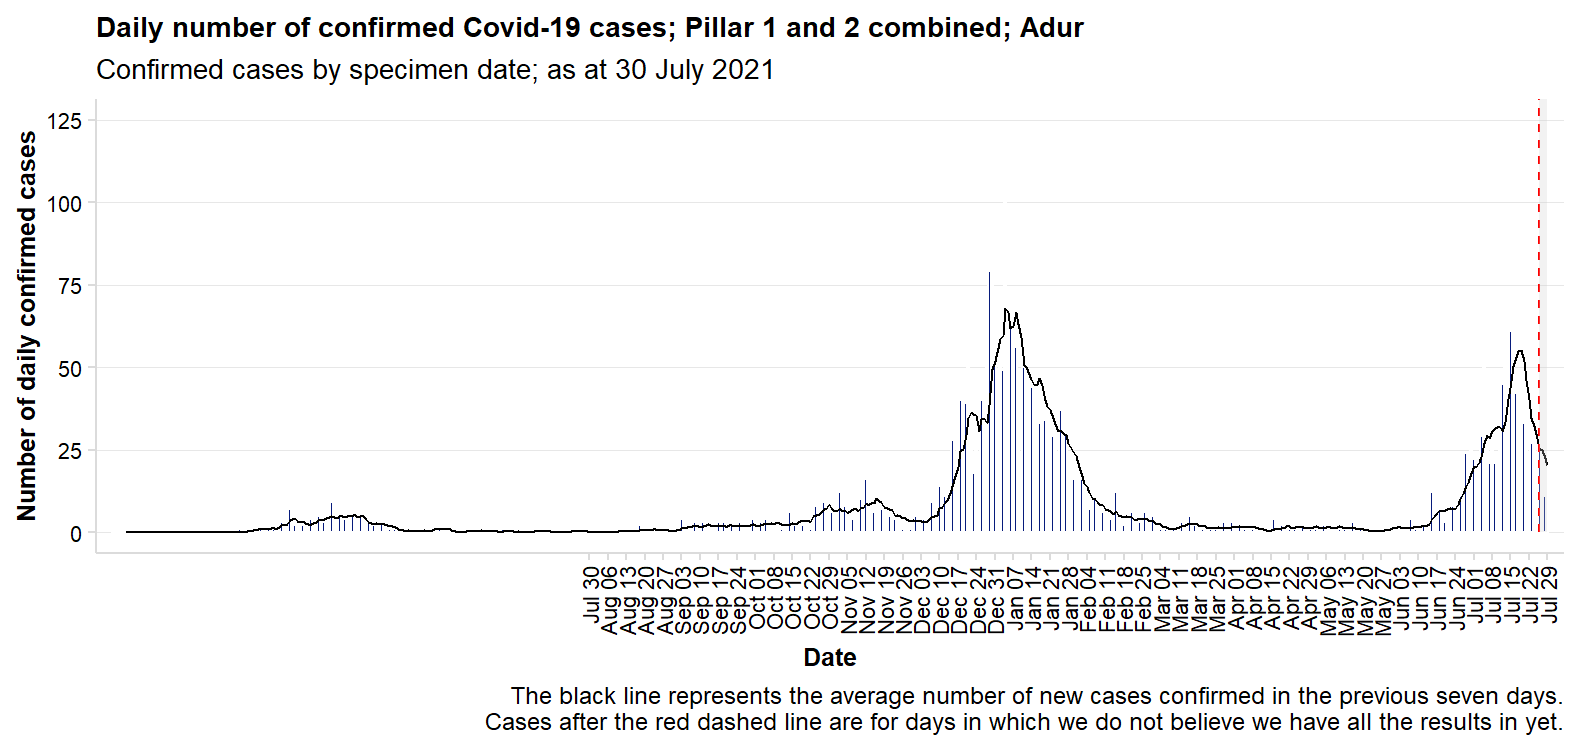 Daily number of confirmed Covid-19 cases; Pillar 1 and 2 combined; Adur
Confirmed cases by specimen date; as at 30 July 2021
Number of daily confirmed cases
125
100
75
50
25
0
Jul 30
Aug 06
Aug 13
Aug 20
Aug 27
Sep 03
Sep 10
Sep 17
Sep 24
Oct 01
Oct 08
Oct 15
Oct 22
Oct 29
Nov 05
Nov 12
Nov 19
Nov 26
Dec 03
Dec 10
Dec 17
Dec 24
Dec 31
Jan 07
Jan 14
Jan 21
Jan 28
Feb 04
Feb 11
Feb 18
Feb 25
Mar 04
Mar 11
Mar 18
Mar 25
Apr 01
Apr 08
Apr 15
Apr 22
Apr 29
May 06
May 13
May 20
May 27
Jun 03
Jun 10
Jun 17
Jun 24
Jul 01
Jul 08
Jul 15
Jul 22
Jul 29
Date
The black line represents the average number of new cases confirmed in the previous seven days.
Cases after the red dashed line are for days in which we do not believe we have all the results in yet.